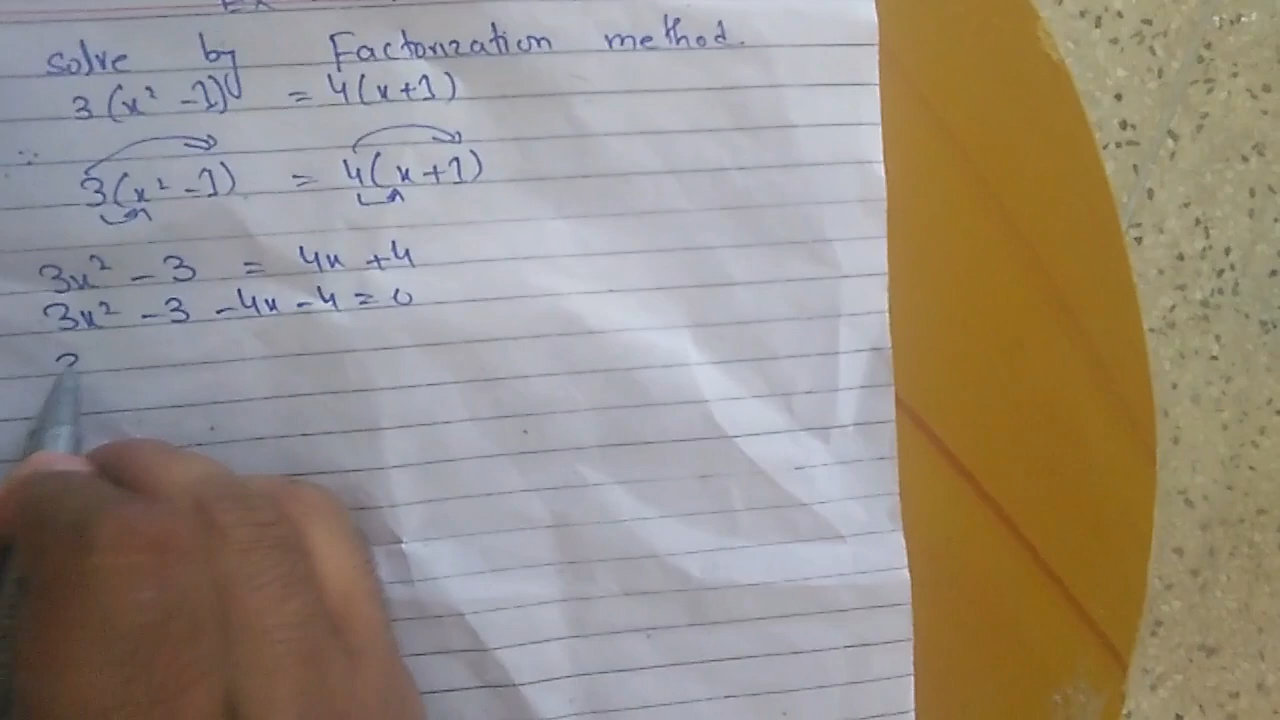 Ex
Solve by Factorization method.
3(x² - 1) = 4(x+1)
∴
3(x² - 1) = 4(x+1)
3x² - 3 = 4x + 4
3x² - 3 - 4x - 4 = 0